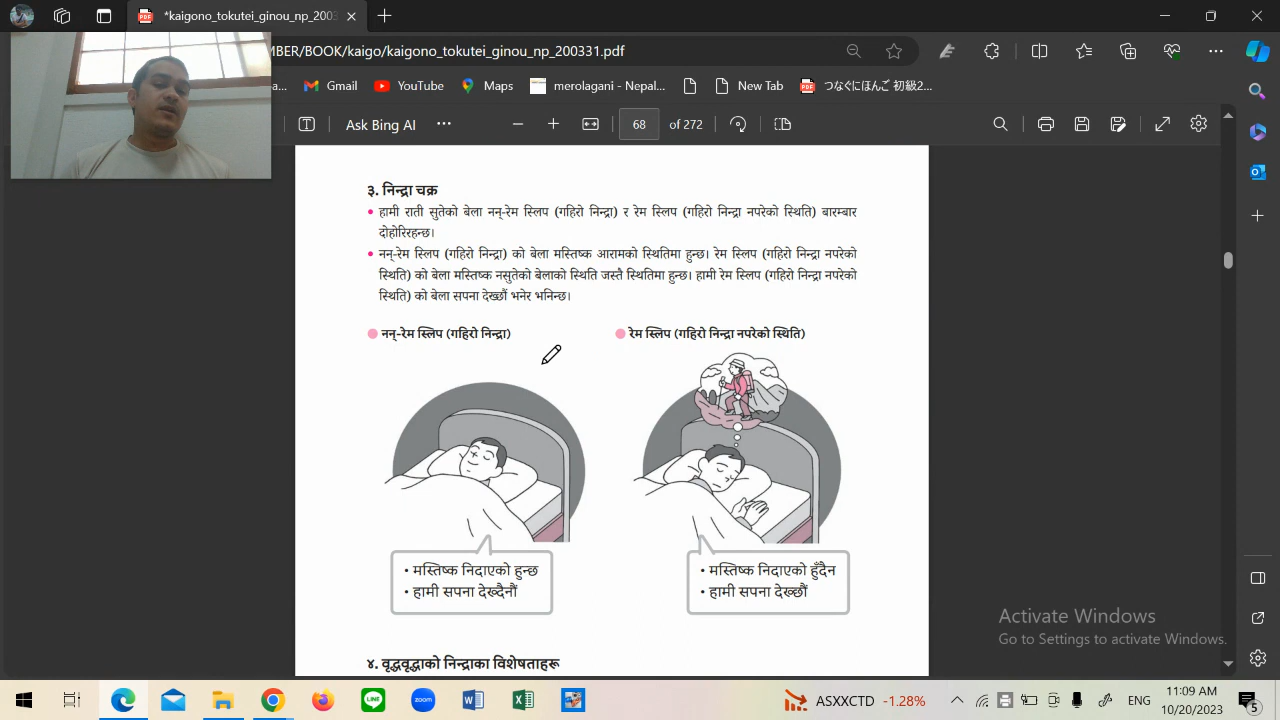 *kaigono_tokutei_ginou_np_2003
MBER/BOOK/kaigo/kaigono_tokutei_ginou_np_200331.pdf
a... Gmail YouTube Maps merolagani - Nepal... New Tab つなぐにほんご 初級2...
Ask Bing AI 68 of 272
३. निन्द्रा चक्र
• हामी राती सुतेको बेला नन्-रेम स्लिप (गहिरो निन्द्रा) र रेम स्लिप (गहिरो निन्द्रा नपरेको स्थिति) बारम्बार
दोहोरिरहन्छ।
• नन्-रेम स्लिप (गहिरो निन्द्रा) को बेला मस्तिष्क आरामको स्थितिमा हुन्छ। रेम स्लिप (गहिरो निन्द्रा नपरेको
स्थिति) को बेला मस्तिष्क नसुतेको बेलाको स्थिति जस्तै स्थितिमा हुन्छ। हामी रेम स्लिप (गहिरो निन्द्रा नपरेको
स्थिति) को बेला सपना देख्छौं भनेर भनिन्छ।
नन्-रेम स्लिप (गहिरो निन्द्रा)
रेम स्लिप (गहिरो निन्द्रा नपरेको स्थिति)
• मस्तिष्क निदाएको हुन्छ
• हामी सपना देख्दैनौं
• मस्तिष्क निदाएको हुँदैन
• हामी सपना देख्छौं
४. वृद्धवृद्धाको निन्द्राका विशेषताहरू
Activate Windows
Go to Settings to activate Windows.
LINE
zoom
ASXXCTD -1.28%
ENG
11:09 AM
10/20/2023
5